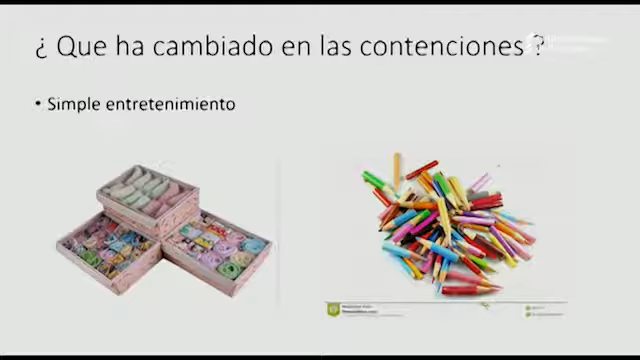 ¿ Que ha cambiado en las contenciones ?
• Simple entretenimiento